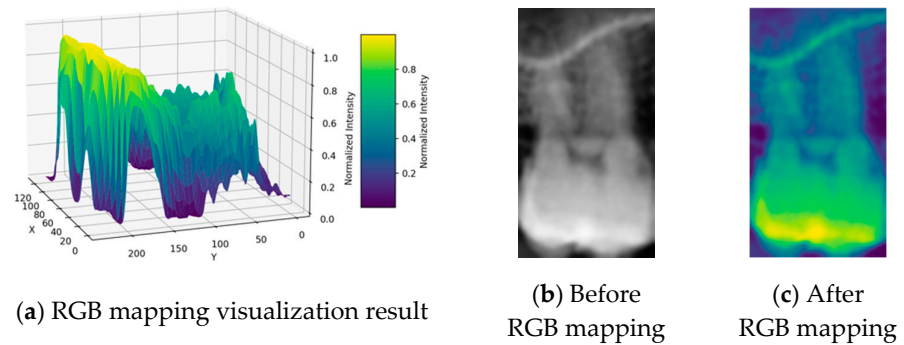 1.0
0.8
0.6
0.4
0.2
0.0
Normalized Intensity
0.8
0.6
0.4
0.2
Normalized Intensity
120
100
80
60
40
20
0
X
200
150
100
50
0
Y
(a) RGB mapping visualization result
(b) Before
RGB mapping
(c) After
RGB mapping